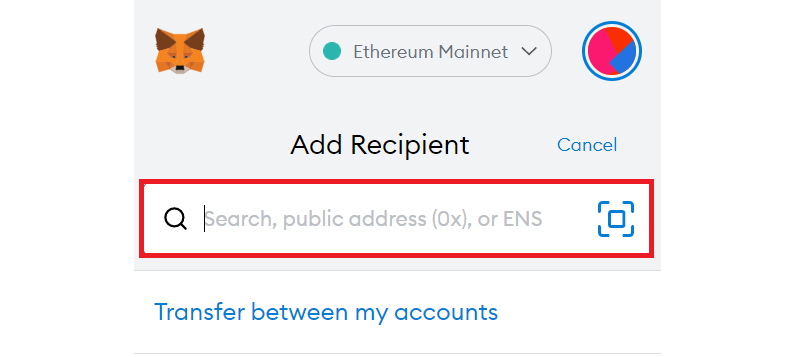 Ethereum Mainnet
Add Recipient
Cancel
Search, public address (0x), or ENS
Transfer between my accounts